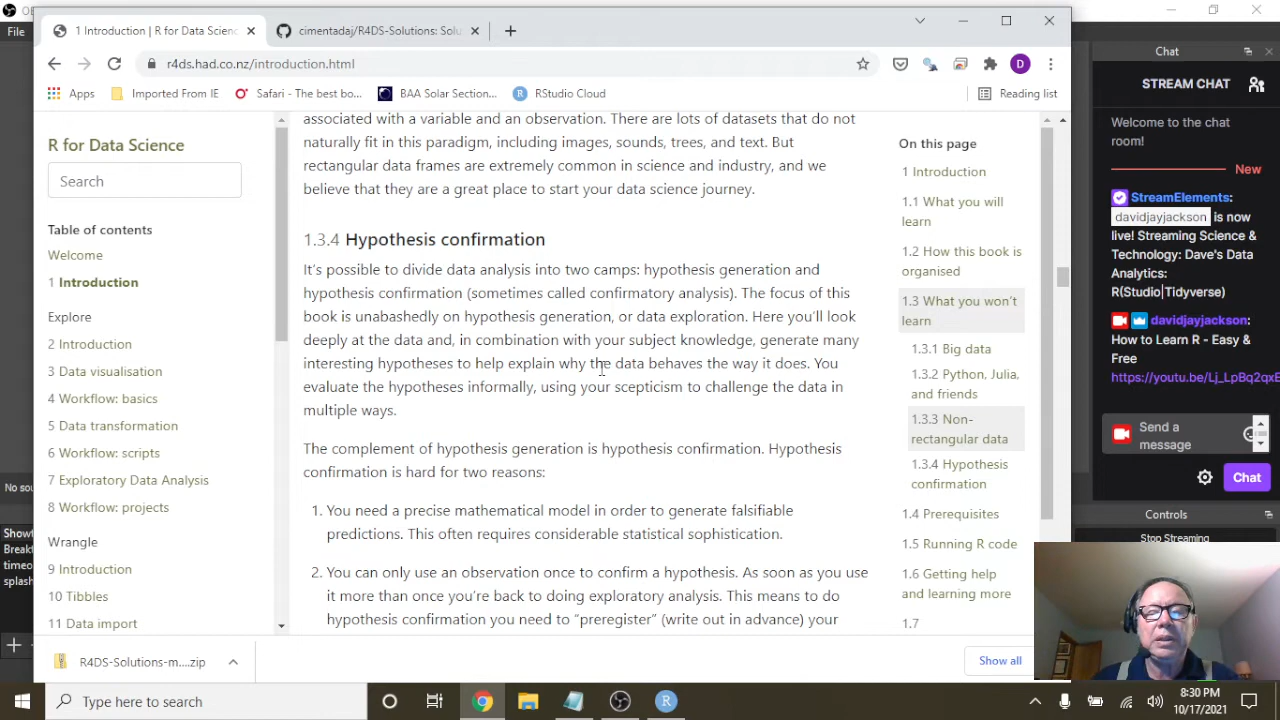 File
1 Introduction | R for Data Scienc
cimentadaj/R4DS-Solutions: Solu
r4ds.had.co.nz/introduction.html
Apps
Imported From IE
Safari - The best bo...
BAA Solar Section...
RStudio Cloud
Reading list
R for Data Science
Search
Table of contents
Welcome
1 Introduction
Explore
2 Introduction
3 Data visualisation
4 Workflow: basics
5 Data transformation
6 Workflow: scripts
7 Exploratory Data Analysis
8 Workflow: projects
Wrangle
9 Introduction
10 Tibbles
11 Data import
associated with a variable and an observation. There are lots of datasets that do not
naturally fit in this paradigm, including images, sounds, trees, and text. But
rectangular data frames are extremely common in science and industry, and we
believe that they are a great place to start your data science journey.
1.3.4 Hypothesis confirmation
It's possible to divide data analysis into two camps: hypothesis generation and
hypothesis confirmation (sometimes called confirmatory analysis). The focus of this
book is unabashedly on hypothesis generation, or data exploration. Here you'll look
deeply at the data and, in combination with your subject knowledge, generate many
interesting hypotheses to help explain why the data behaves the way it does. You
evaluate the hypotheses informally, using your scepticism to challenge the data in
multiple ways.
The complement of hypothesis generation is hypothesis confirmation. Hypothesis
confirmation is hard for two reasons:
1. You need a precise mathematical model in order to generate falsifiable
predictions. This often requires considerable statistical sophistication.
2. You can only use an observation once to confirm a hypothesis. As soon as you use
it more than once you're back to doing exploratory analysis. This means to do
hypothesis confirmation you need to "preregister" (write out in advance) your
On this page
1 Introduction
1.1 What you will
learn
1.2 How this book is
organised
1.3 What you won't
learn
1.3.1 Big data
1.3.2 Python, Julia,
and friends
1.3.3 Non-
rectangular data
1.3.4 Hypothesis
confirmation
1.4 Prerequisites
1.5 Running R code
1.6 Getting help
and learning more
1.7
Chat
STREAM CHAT
Welcome to the chat
room!
New
StreamElements:
davidjayjackson is now
live! Streaming Science &
Technology: Dave's Data
Analytics:
R(Studio|Tidyverse)
davidjayjackson:
How to Learn R - Easy &
Free
https://youtu.be/Lj_LpBq2qxE
Send a
message
Chat
Controls
Stop Streaming
No sou
Showt
Break
timeo
splash
R4DS-Solutions-m....zip
Show all
Type here to search
8:30 PM
10/17/2021